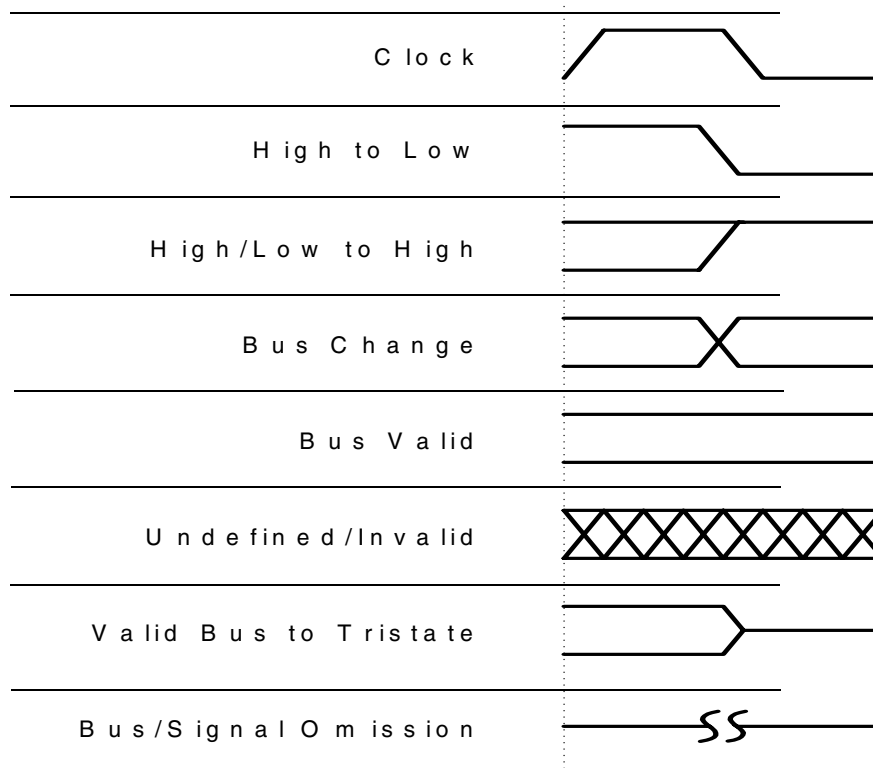 Clock
High to Low
High/Low to High
Bus Change
Bus Valid
Undefined/Invalid
Valid Bus to Tristate
Bus/Signal Omission